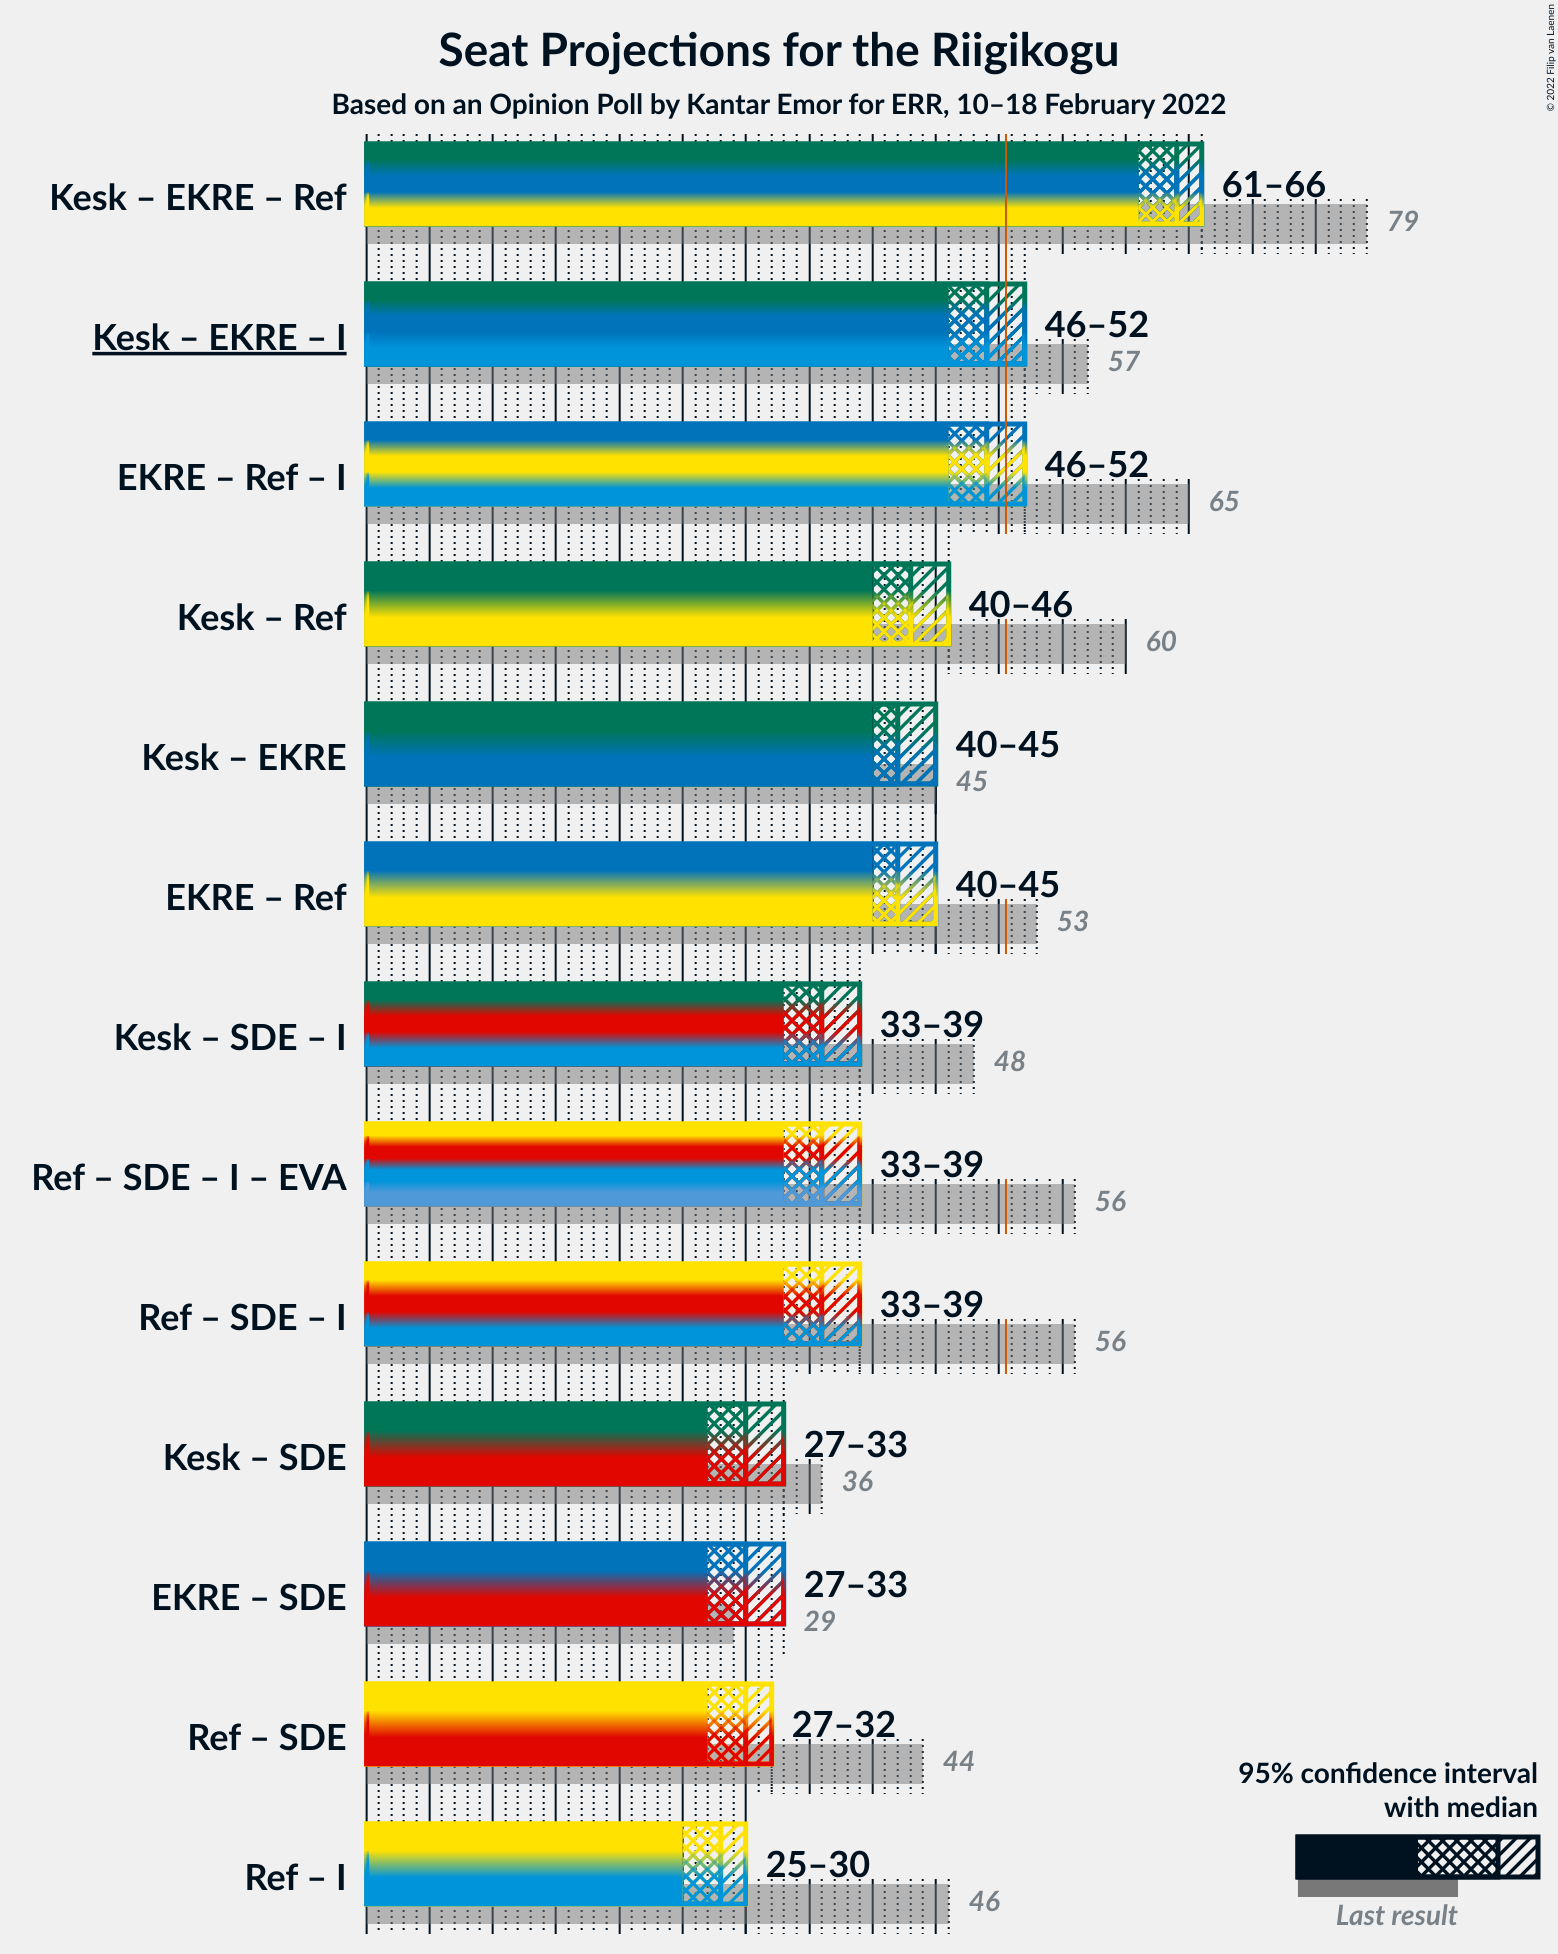 Seat Projections for the Riigikogu
Based on an Opinion Poll by Kantar Emor for ERR, 10–18 February 2022
© 2022 Filip van Laenen
Kesk – EKRE – Ref
61–66
79
Kesk – EKRE – I
46–52
57
EKRE – Ref – I
46–52
65
Kesk – Ref
40–46
60
Kesk – EKRE
40–45
45
EKRE – Ref
40–45
53
Kesk – SDE – I
33–39
48
Ref – SDE – I – EVA
33–39
56
Ref – SDE – I
33–39
56
Kesk – SDE
27–33
36
EKRE – SDE
27–33
29
Ref – SDE
27–32
44
Ref – I
25–30
46
95% confidence interval
with median
Last result